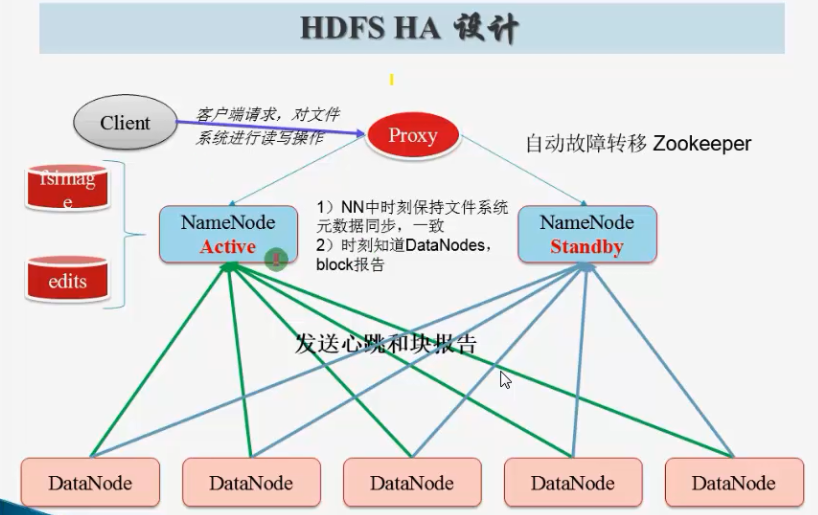 HDFS HA 设计
Client
客户端请求，对文件
系统进行读写操作
Proxy
自动故障转移 Zookeeper
fsimag
e
edits
NameNode
Active
1）NN中时刻保持文件系统
元数据同步，一致
2）时刻知道DataNodes，
block报告
NameNode
Standby
发送心跳和块报告
DataNode
DataNode
DataNode
DataNode
DataNode